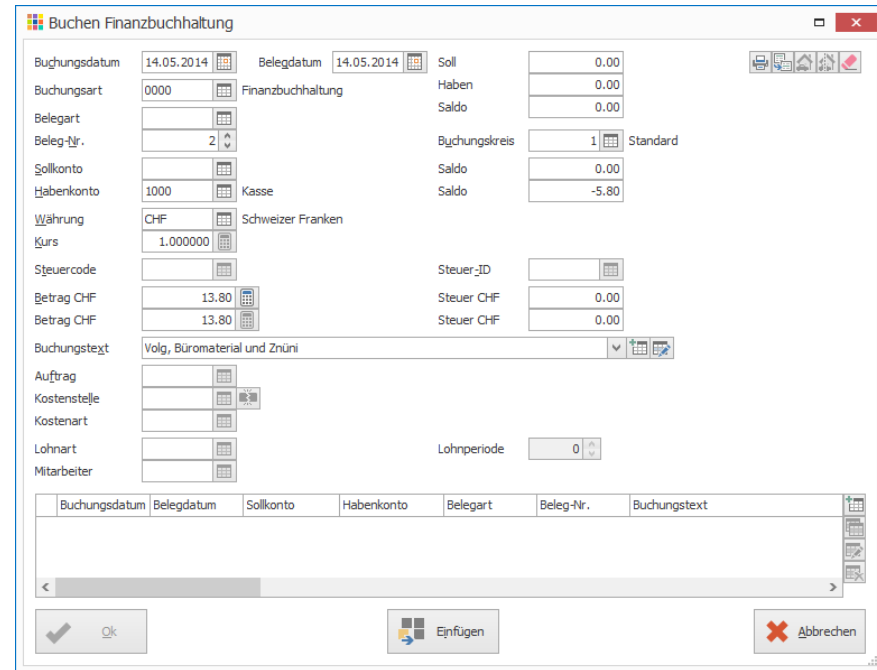 Buchen Finanzbuchhaltung
Buchungsdatum 14.05.2014 Belegdatum 14.05.2014 Soll 0.00
Haben 0.00
Buchungsart 0000 Finanzbuchhaltung
Saldo 0.00
Belegart
Beleg-Nr. 2 Buchungskreis 1 Standard
Sollkonto Saldo 0.00
Habenkonto 1000 Kasse Saldo -5.80
Währung CHF Schweizer Franken
Kurs 1.000000
Steuercode Steuer-ID
Betrag CHF 13.80 Steuer CHF 0.00
Betrag CHF 13.80 Steuer CHF 0.00
Buchungstext Volg, Büromaterial und Znüni
Auftrag
Kostenstelle
Kostenart
Lohnart Lohnperiode 0
Mitarbeiter
Buchungsdatum Belegdatum Sollkonto Habenkonto Belegart Beleg-Nr. Buchungstext
Ok Einfügen Abbrechen